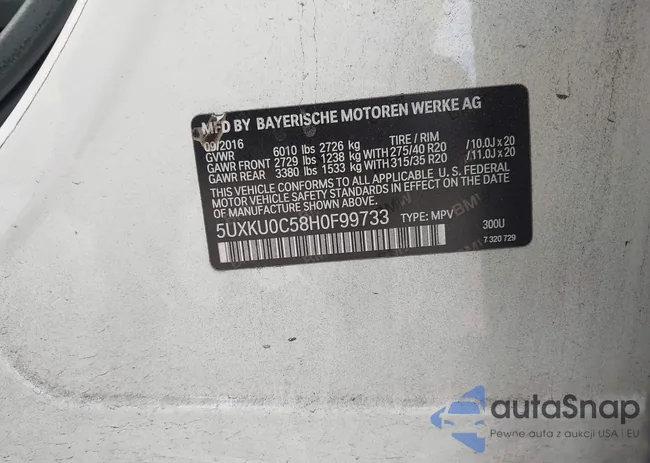 MFD BY BAYERISCHE MOTOREN WERKE AG
09/2016 TIRE / RIM
GVWR 6010 lbs 2726 kg
GAWR FRONT 2729 lbs 1238 kg WITH 275/40 R20 /10.0J x 20
GAWR REAR 3380 lbs 1533 kg WITH 315/35 R20 /11.0J x 20
THIS VEHICLE CONFORMS TO ALL APPLICABLE U. S. FEDERAL
MOTOR VEHICLE SAFETY STANDARDS IN EFFECT ON THE DATE OF
MANUFACTURE SHOWN ABOVE.
5UXKU0C58H0F99733 TYPE: MPV 300U
7 320 729
autaSnap
Pewne auta z aukcji USA i EU